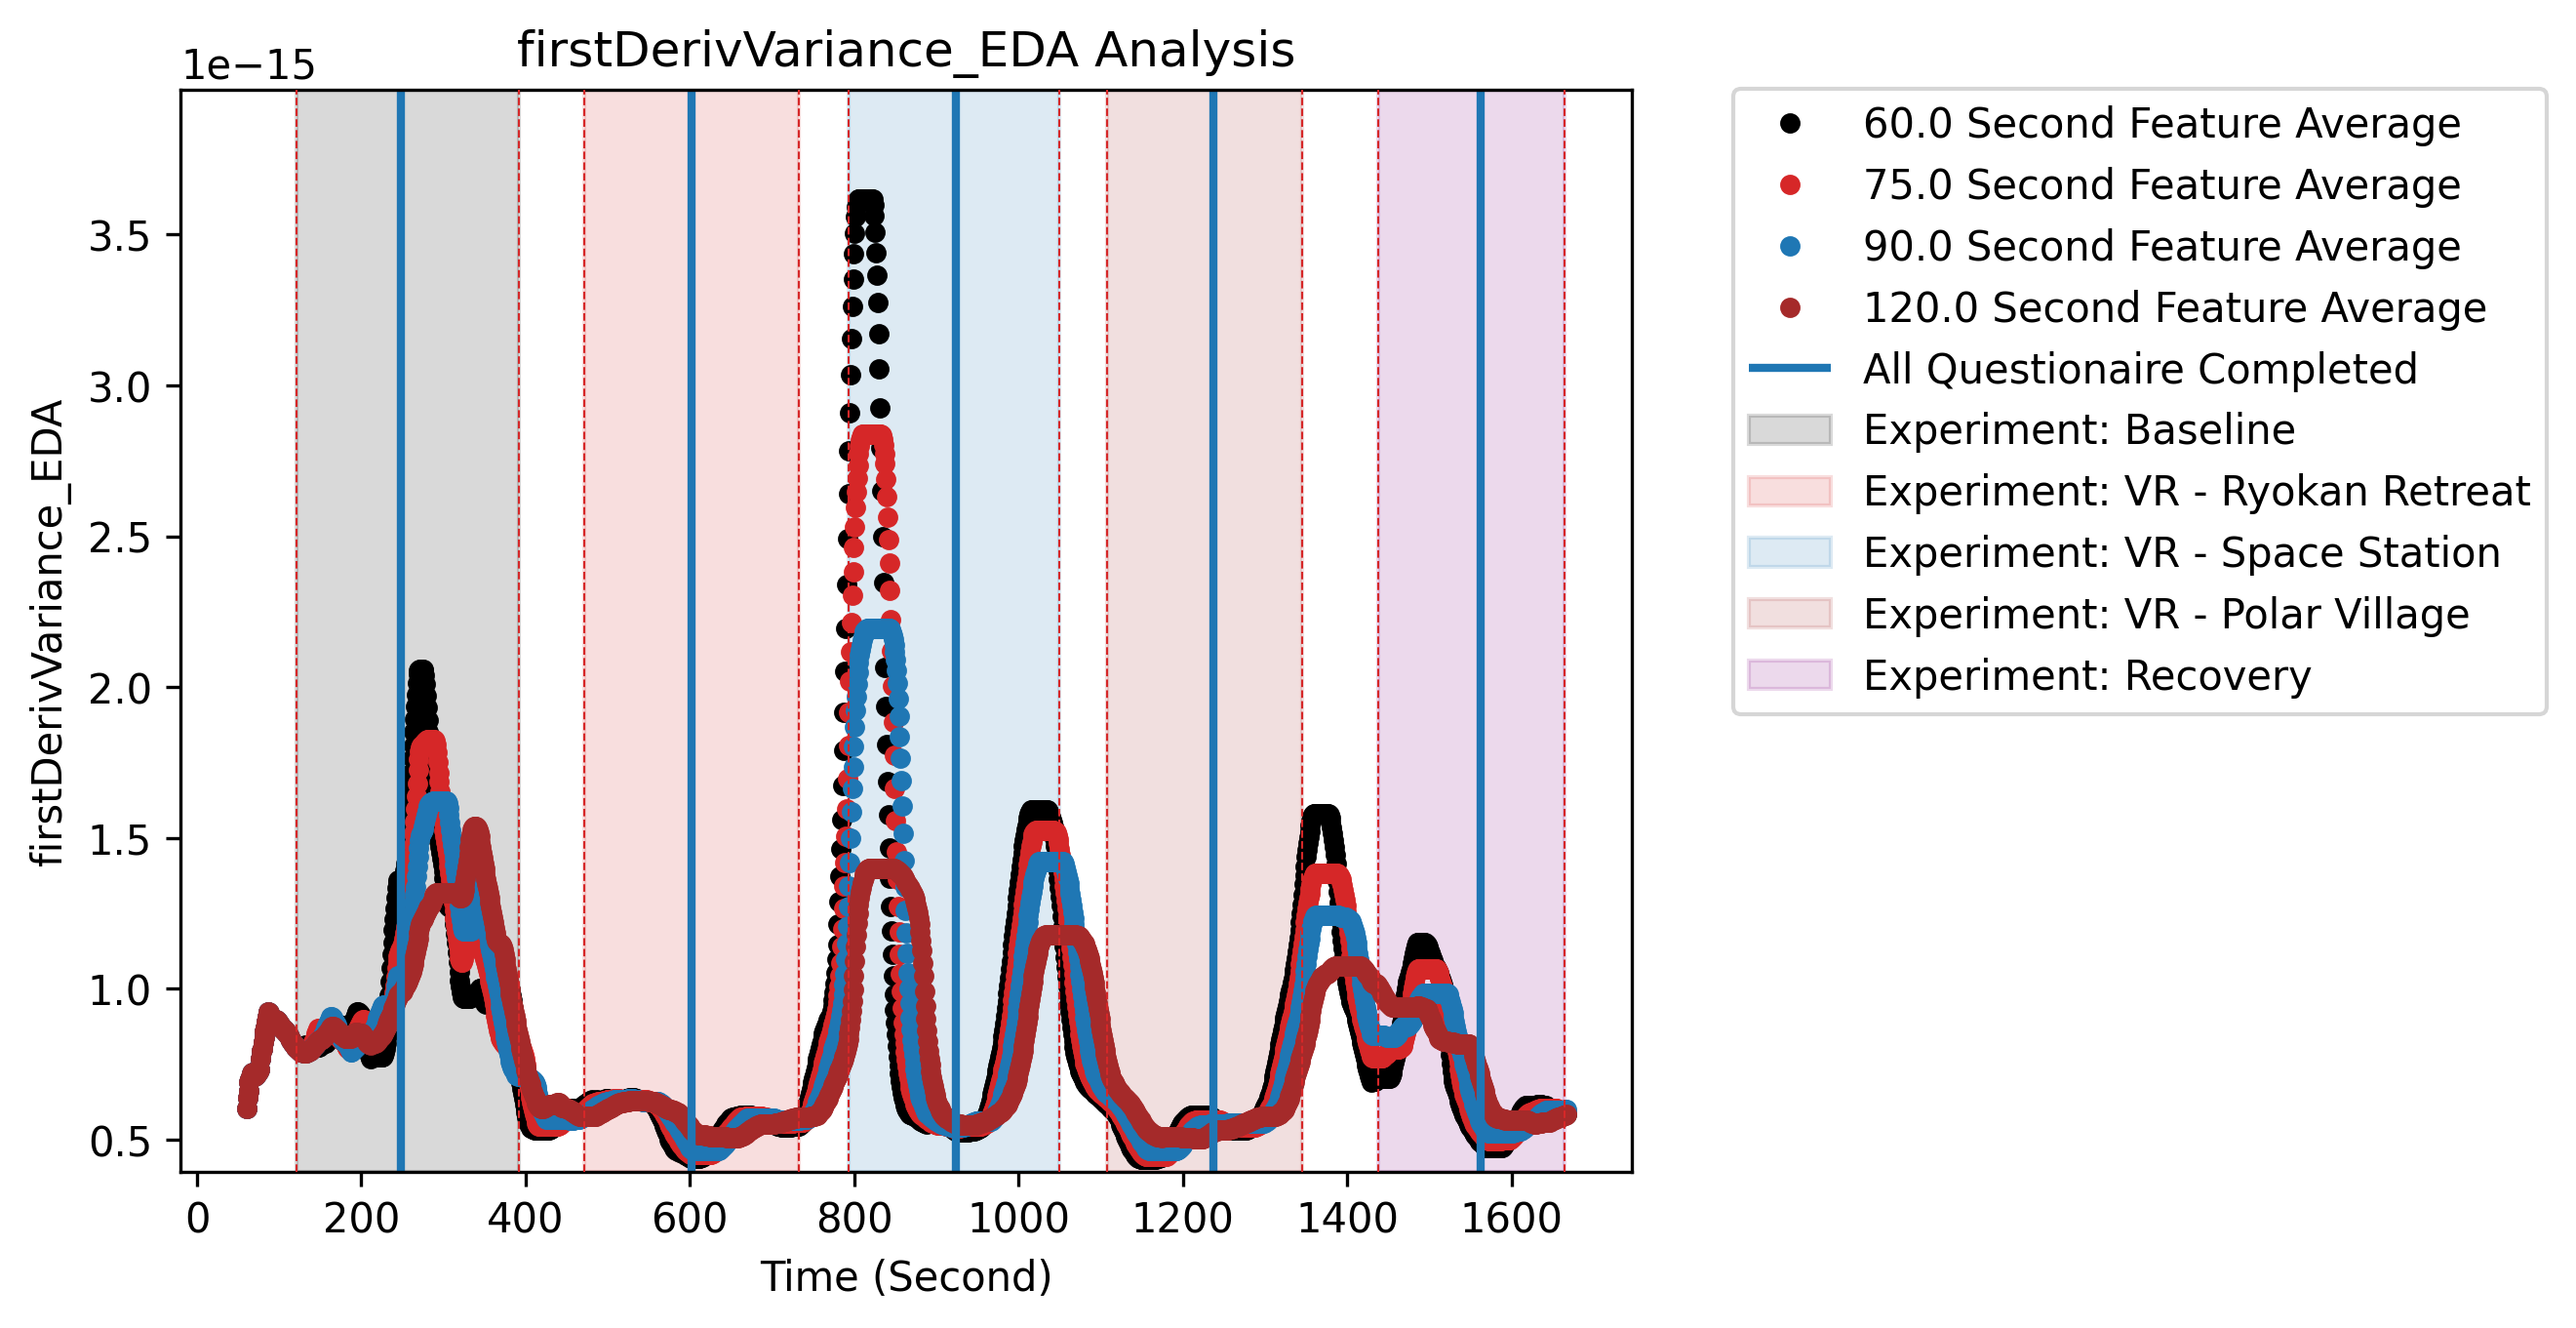 firstDerivVariance_EDA Analysis
1e−15
firstDerivVariance_EDA
3.5
3.0
2.5
2.0
1.5
1.0
0.5
0 200 400 600 800 1000 1200 1400 1600
Time (Second)
60.0 Second Feature Average
75.0 Second Feature Average
90.0 Second Feature Average
120.0 Second Feature Average
All Questionaire Completed
Experiment: Baseline
Experiment: VR - Ryokan Retreat
Experiment: VR - Space Station
Experiment: VR - Polar Village
Experiment: Recovery